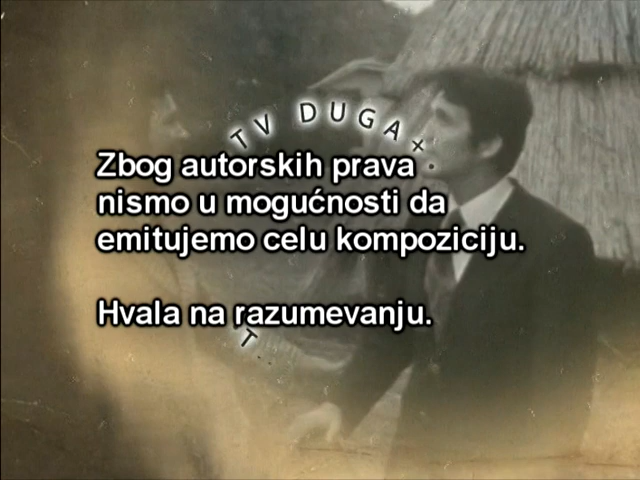 TV DUGA +
Zbog autorskih prava
nismo u mogućnosti da
emitujemo celu kompoziciju.
Hvala na razumevanju.
T..